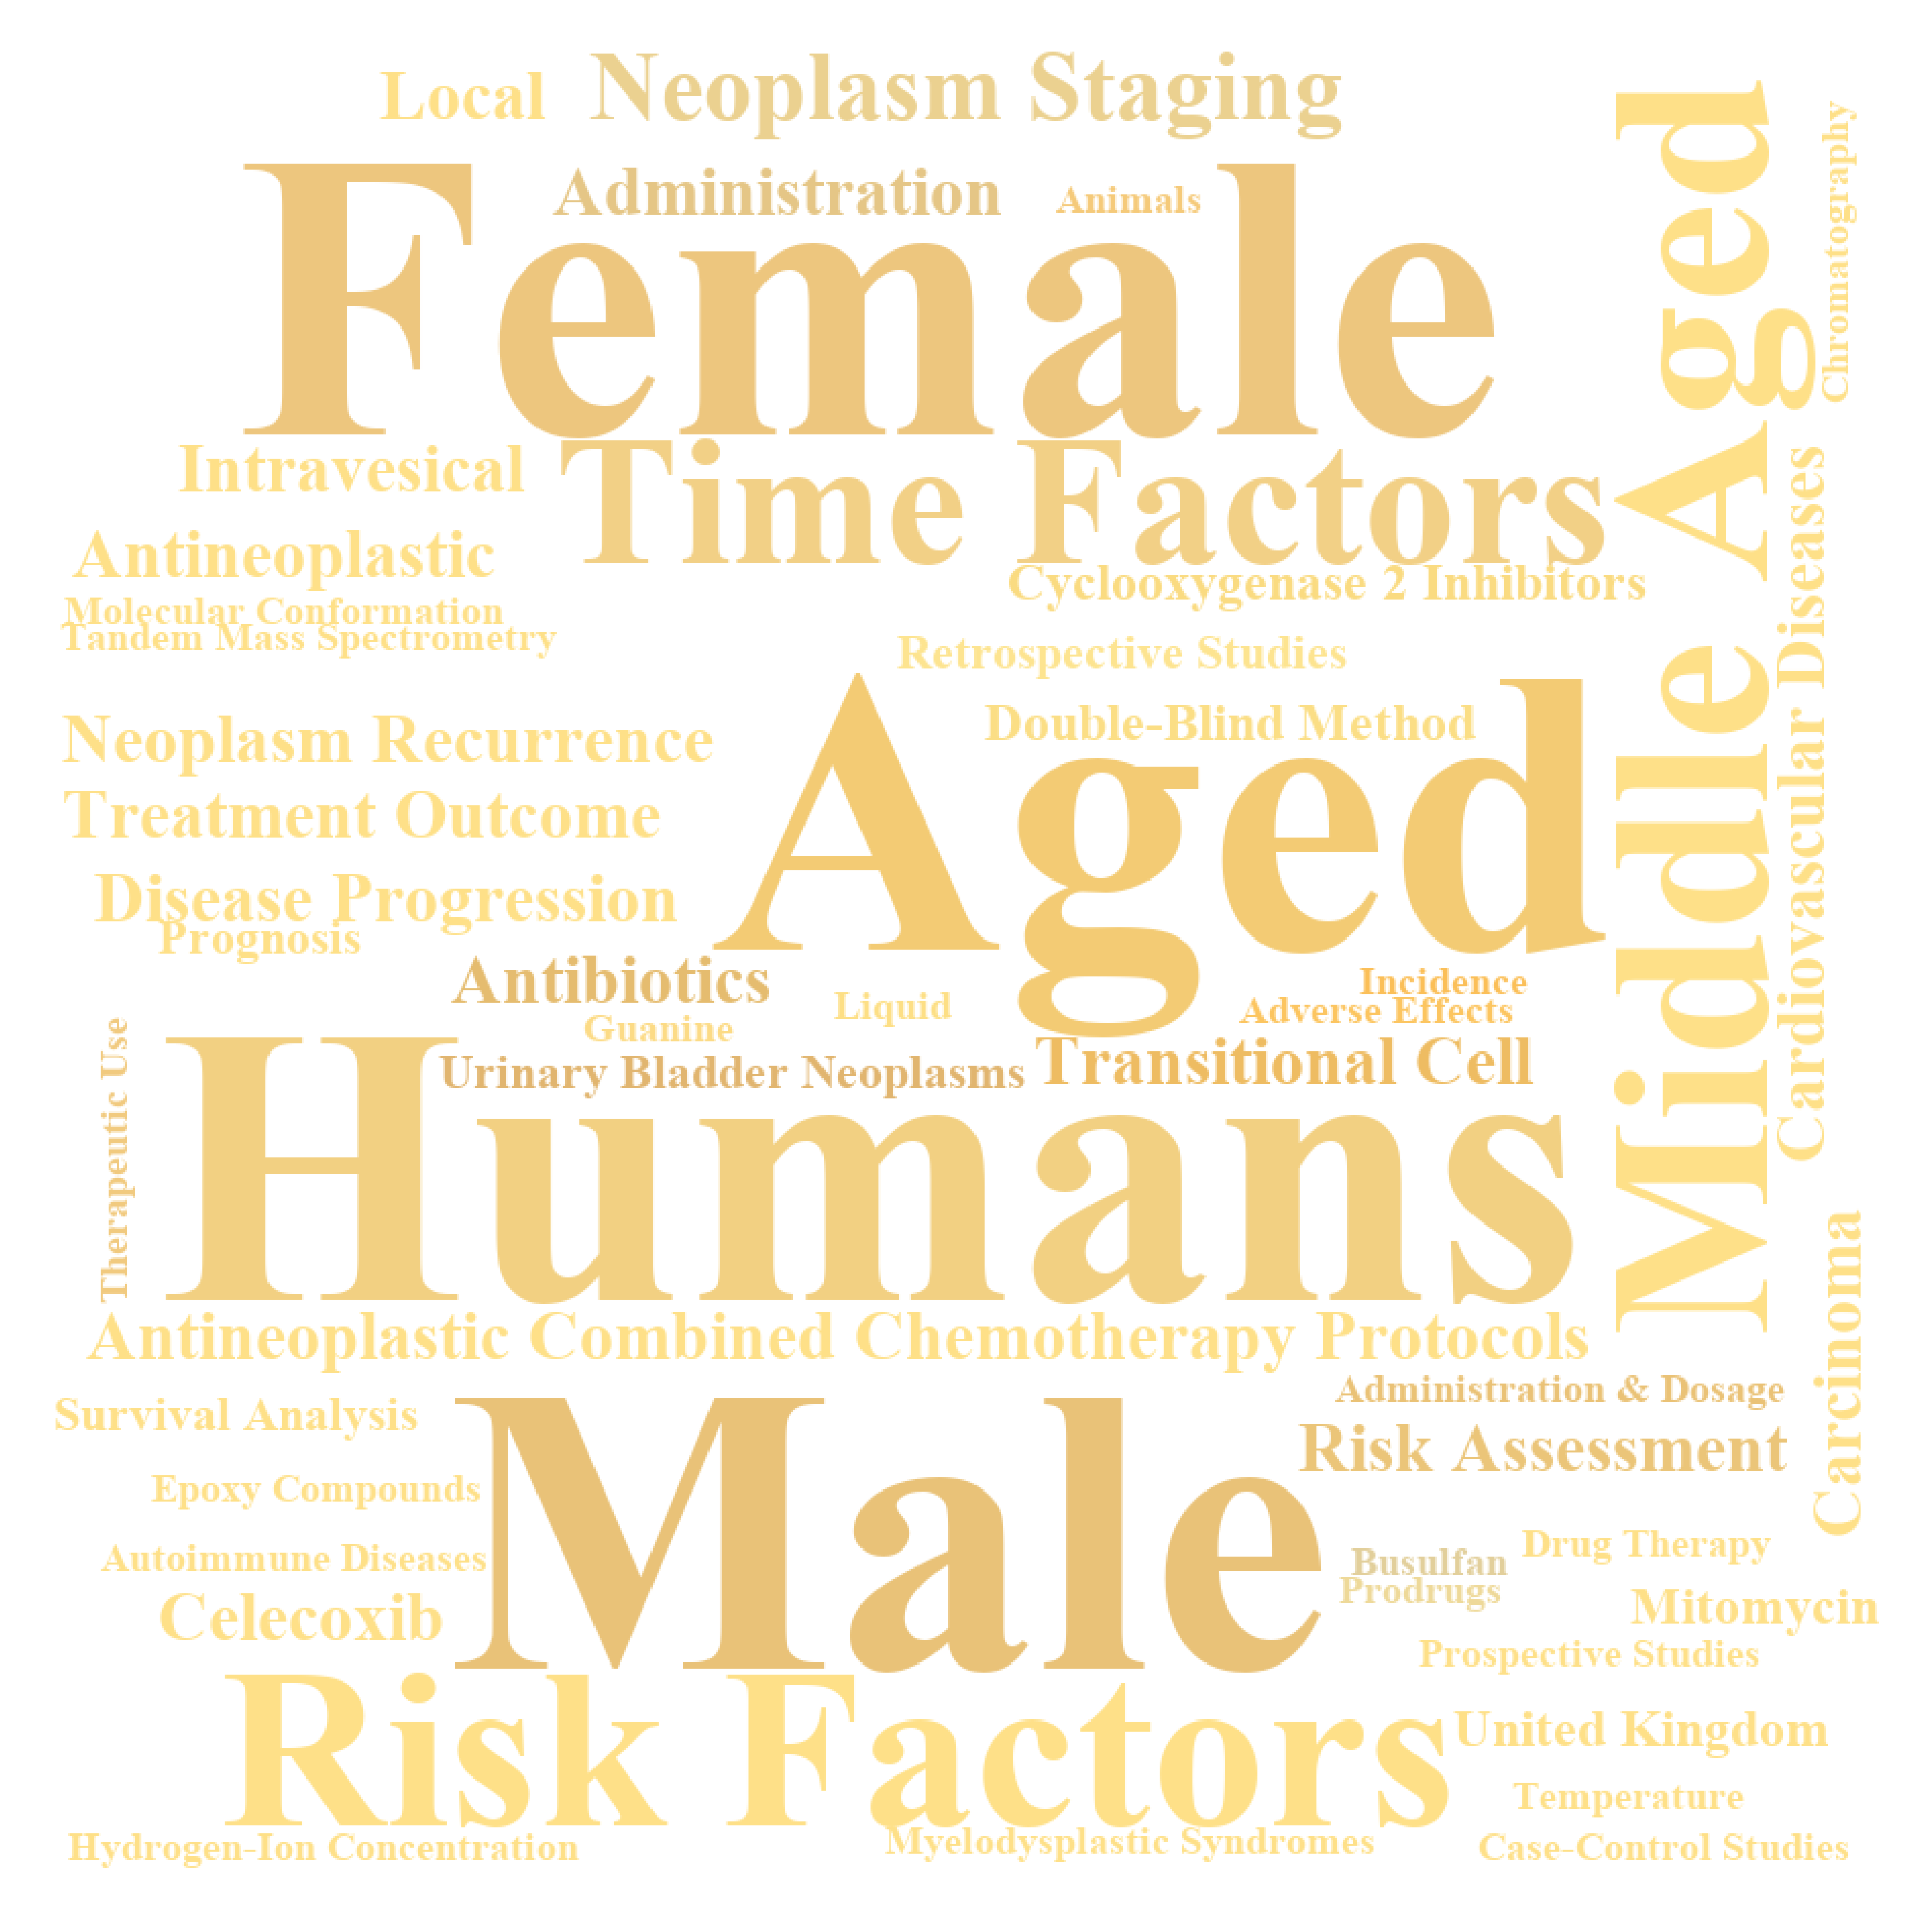 Local
Neoplasm Staging
Administration
Animals
Female
Intravesical
Time Factors
Antineoplastic
Cyclooxygenase 2 Inhibitors
Molecular Conformation
Tandem Mass Spectrometry
Retrospective Studies
Double-Blind Method
Neoplasm Recurrence
Aged
Treatment Outcome
Disease Progression
Prognosis
Antibiotics
Liquid
Incidence
Adverse Effects
Guanine
Urinary Bladder Neoplasms
Transitional Cell
Therapeutic Use
Humans
Antineoplastic Combined Chemotherapy Protocols
Survival Analysis
Administration & Dosage
Risk Assessment
Male
Epoxy Compounds
Autoimmune Diseases
Celecoxib
Busulfan
Prodrugs
Drug Therapy
Mitomycin
Prospective Studies
Risk Factors
United Kingdom
Temperature
Hydrogen-Ion Concentration
Myelodysplastic Syndromes
Case-Control Studies
Middle Aged
Chromatography
Cardiovascular Diseases
Carcinoma